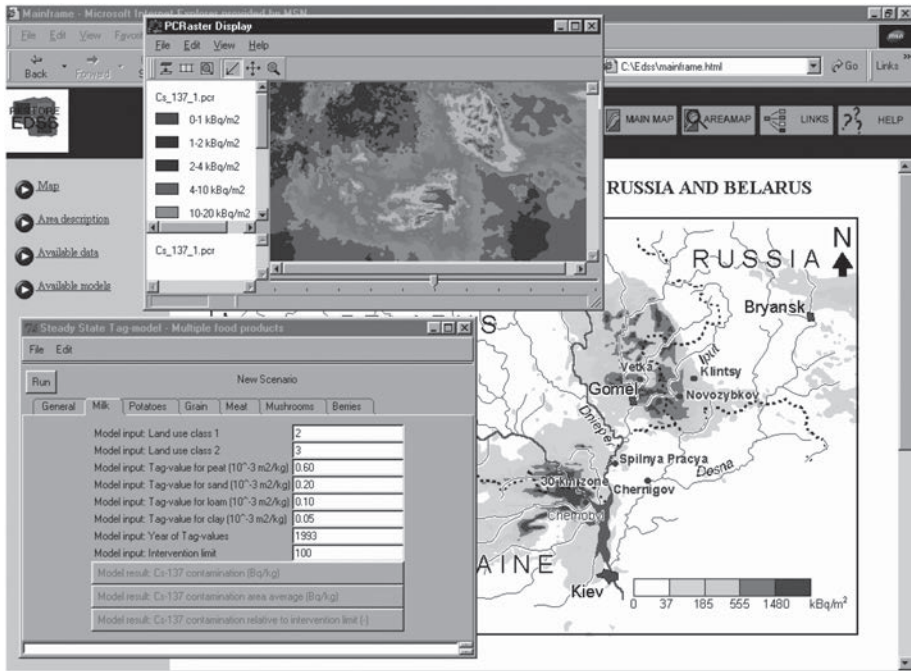 Mainframe - Microsoft Internet Explorer provided by MSN
File Edit View Favorit
Back Forward S
C:\Edss\mainframe.html Go Links
PCRaster Display
File Edit View Help
Cs_137_1.pcr
0-1 kBq/m2
1-2 kBq/m2
2-4 kBq/m2
4-10 kBq/m2
10-20 kBq/m2
Cs_137_1.pcr
RESTORE
EDSS
MAIN MAP AREAMAP LINKS HELP
Map
Area description
Available data
Available models
RUSSIA AND BELARUS
RUSSIA
N
Bryansk
Iput
Vetka
Klintsy
Gomel
Novozybkov
Dnieper
Spilnya Pracya
Desna
30-km zone
Chernigov
Chernobyl
AINE
Kiev
0 37 185 555 1480 kBq/m²
Steady State Tag-model - Multiple food products
File Edit
Run New Scenario
General Milk Potatoes Grain Meat Mushrooms Berries
Model input: Land use class 1 2
Model input: Land use class 2 3
Model input: Tag-value for peat (10^-3 m2/kg) 0.60
Model input: Tag-value for sand (10^-3 m2/kg) 0.20
Model input: Tag-value for loam (10^-3 m2/kg) 0.10
Model input: Tag-value for clay (10^-3 m2/kg) 0.05
Model input: Year of Tag-values 1993
Model input: Intervention limit 100
Model result: Cs-137 contamination (Bq/kg)
Model result: Cs-137 contamination area average (Bq/kg)
Model result: Cs-137 contamination relative to intervention limit (-)